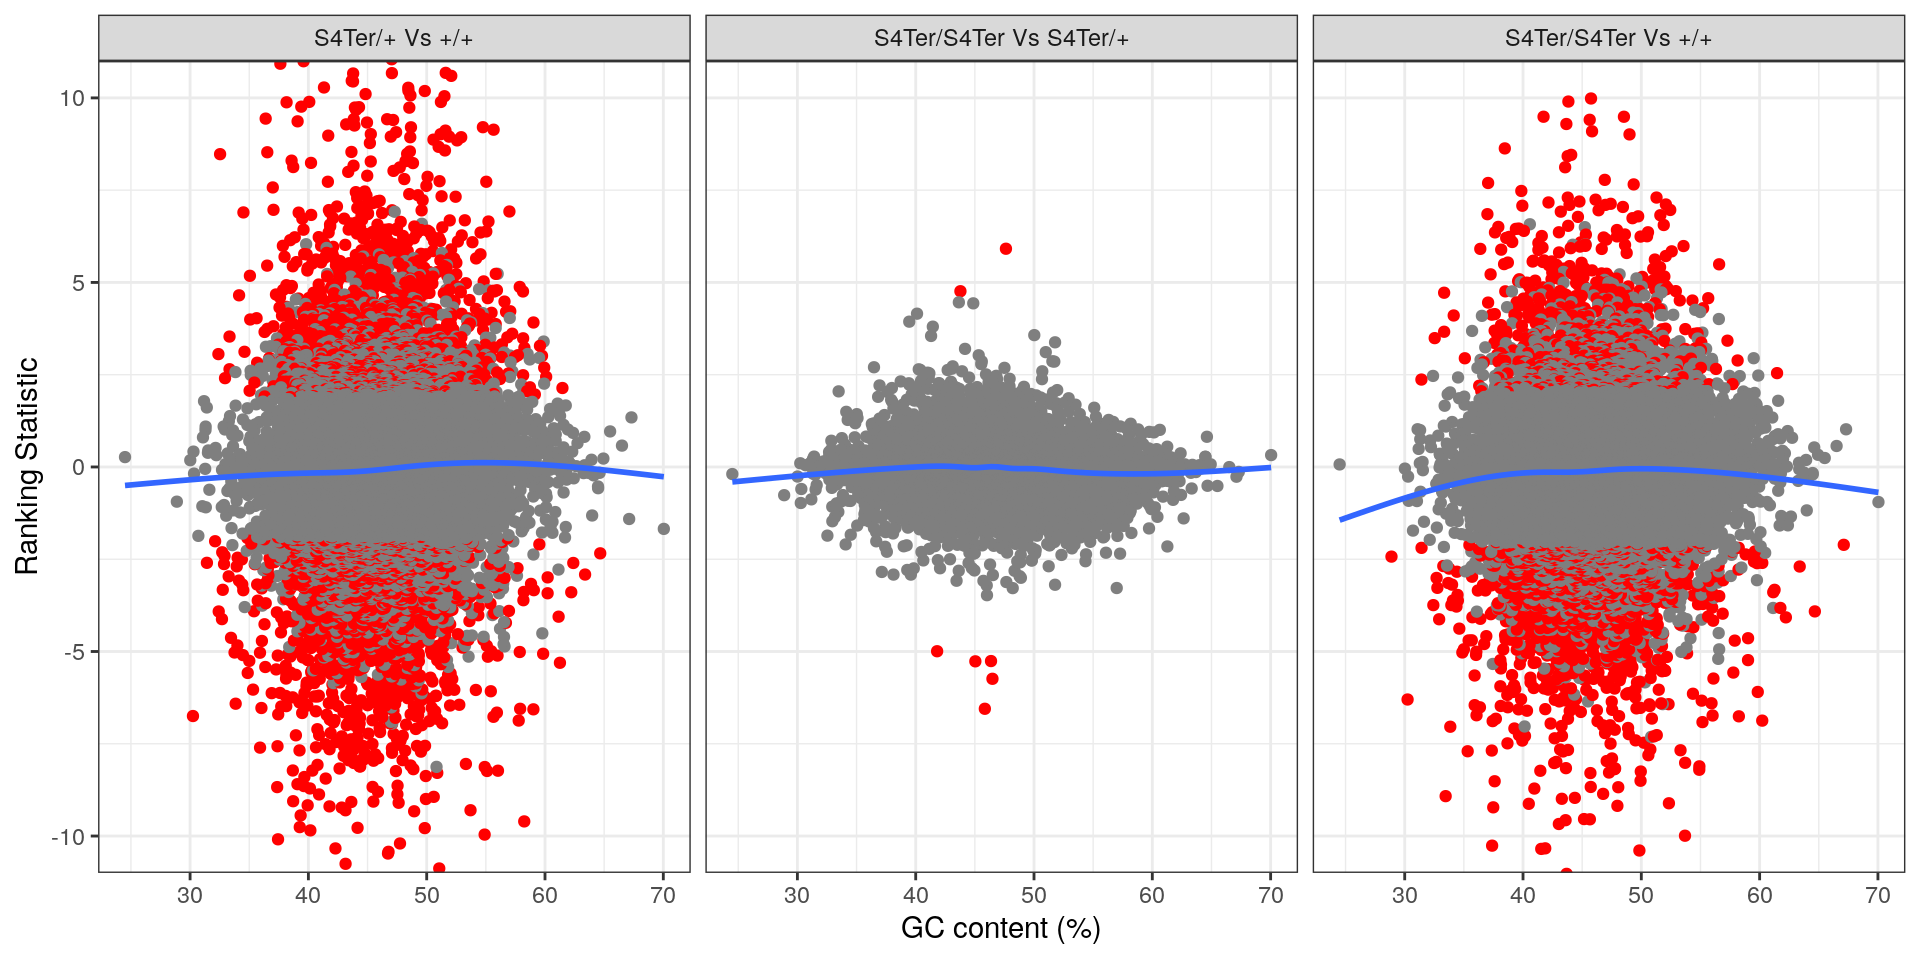 S4Ter/+ Vs +/+
S4Ter/S4Ter Vs S4Ter/+
S4Ter/S4Ter Vs +/+
Ranking Statistic
10
5
0
-5
-10
30 40 50 60 70
30 40 50 60 70
30 40 50 60 70
GC content (%)